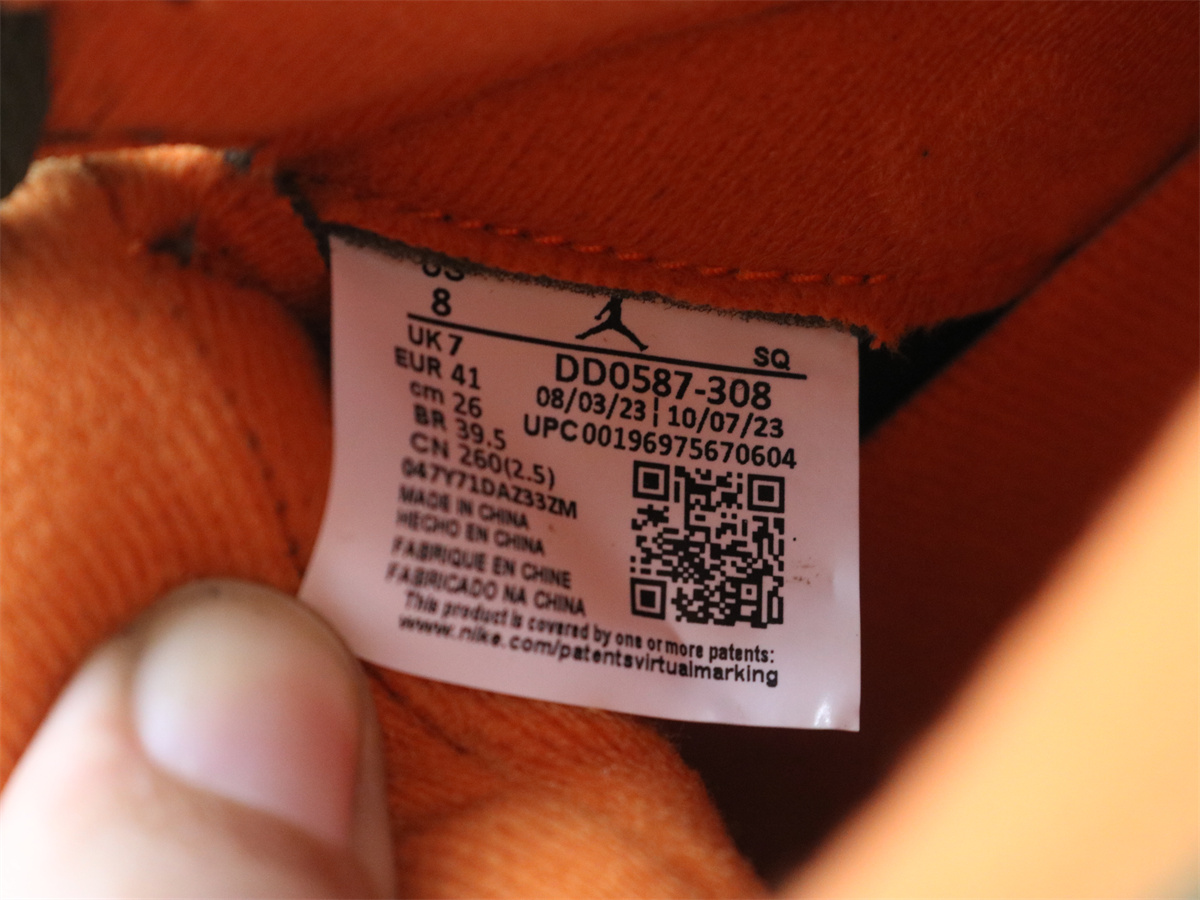 US
8
SQ
UK 7
EUR 41
cm 26
BR 39.5
CN 260(2.5)
047Y71DAZ33ZM
MADE IN CHINA
HECHO EN CHINA
FABRIQUE EN CHINE
FABRICADO NA CHINA
DD0587-308
08/03/23 | 10/07/23
UPC00196975670604
This product is covered by one or more patents:
www.nike.com/patentsvirtualmarking